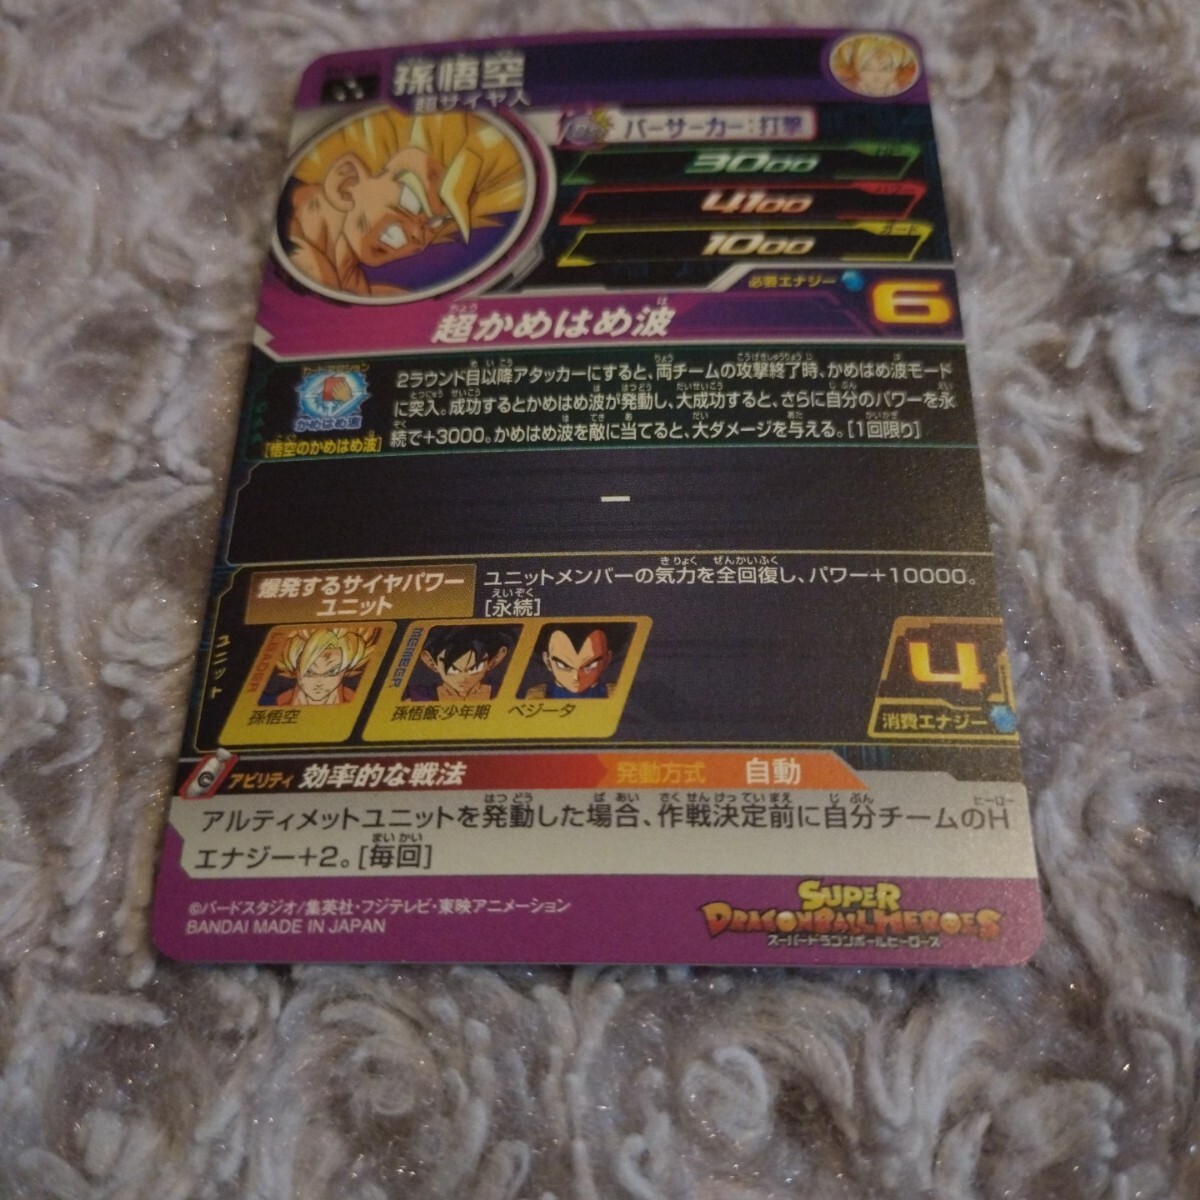 孫悟空
超サイヤ人
バーサーカー:打撃
3000
パワー
4100
ガード
1000
必要エナジー
6
超かめはめ波
カードアクション
かめはめ波
[悟空のかめはめ波]
2ラウンド目以降アタッカーにすると、両チームの攻撃終了時、かめはめ波モード
に突入。成功するとかめはめ波が発動し、大成功すると、さらに自分のパワーを永
続で+3000。かめはめ波を敵に当てると、大ダメージを与える。[1回限り]
ー
ユニット
爆発するサイヤパワー
ユニット
ユニットメンバーの気力を全回復し、パワー+10000。
[永続]
LEADER
孫悟空
MEMBER
孫悟飯:少年期
ベジータ
4
消費エナジー
アビリティ 効率的な戦法
発動方式 自動
アルティメットユニットを発動した場合、作戦決定前に自分チームのH
エナジー+2。[毎回]
©バードスタジオ/集英社・フジテレビ・東映アニメーション
BANDAI MADE IN JAPAN
SUPER
DRAGONBALL HEROES
スーパードラゴンボールヒーローズ